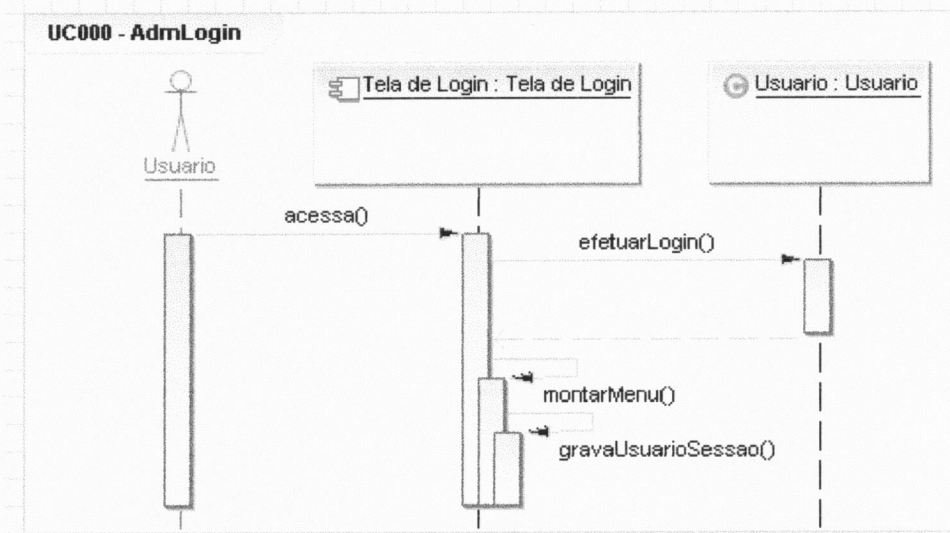 UC000 - AdmLogin
Tela de Login : Tela de Login
Usuario : Usuario
Usuario
acessa()
efetuarLogin()
montarMenu()
gravaUsuarioSessao()